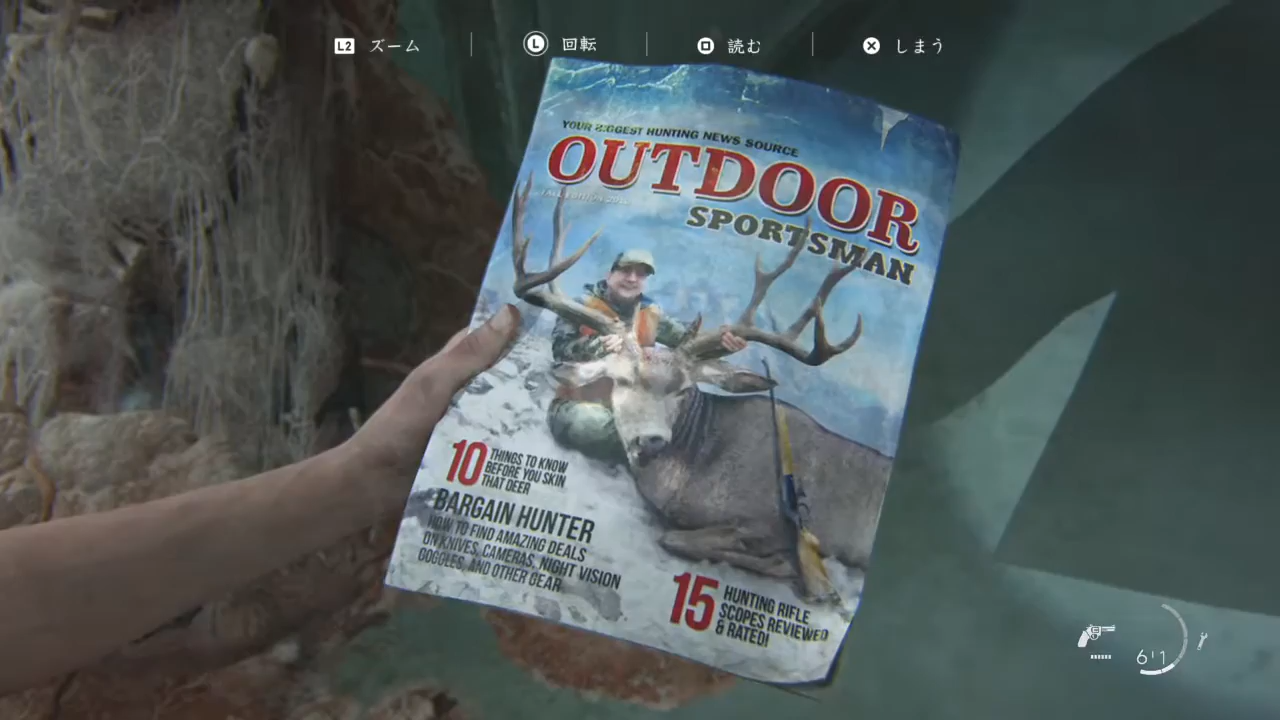 L2 ズーム
L 回転
読む
しまう
YOUR BIGGEST HUNTING NEWS SOURCE
OUTDOOR
SPORTSMAN
10 THINGS TO KNOW
BEFORE YOU SKIN
THAT DEER
BARGAIN HUNTER
HOW TO FIND AMAZING DEALS
ON KNIVES, CAMERAS, NIGHT VISION
GOGGLES, AND OTHER GEAR
15 HUNTING RIFLE
SCOPES REVIEWED
& RATED!